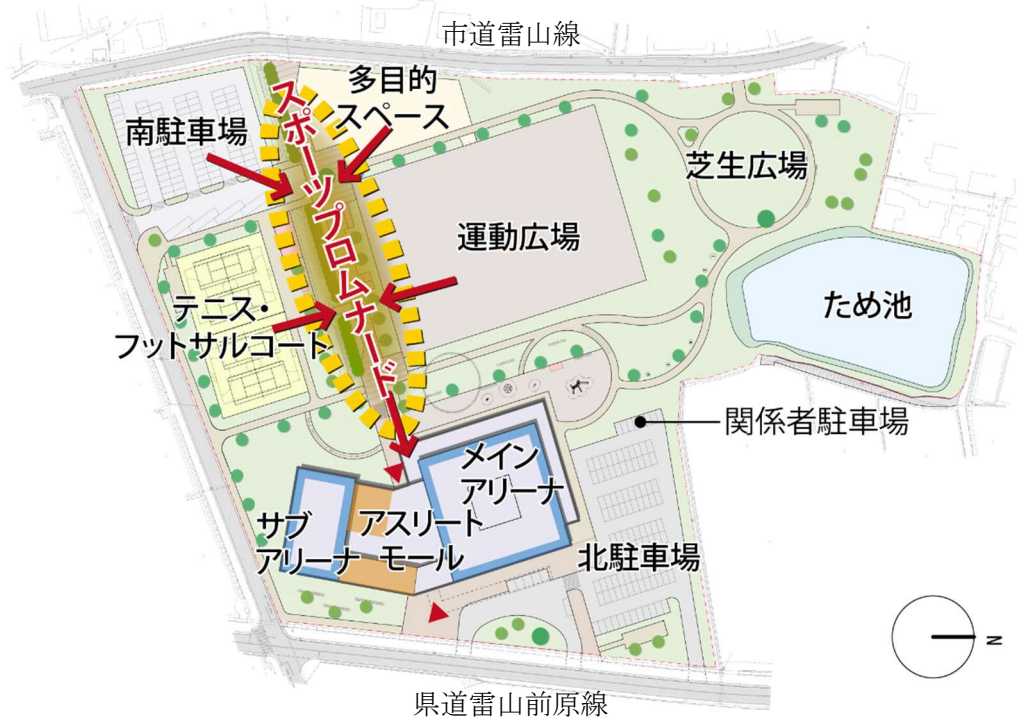 市道雷山線
多目的
スペース
南駐車場
スポーツプロムナード
芝生広場
運動広場
ため池
テニス・
フットサルコート
関係者駐車場
メイン
アリーナ
サブ
アリーナ
アスリート
モール
北駐車場
N
県道雷山前原線